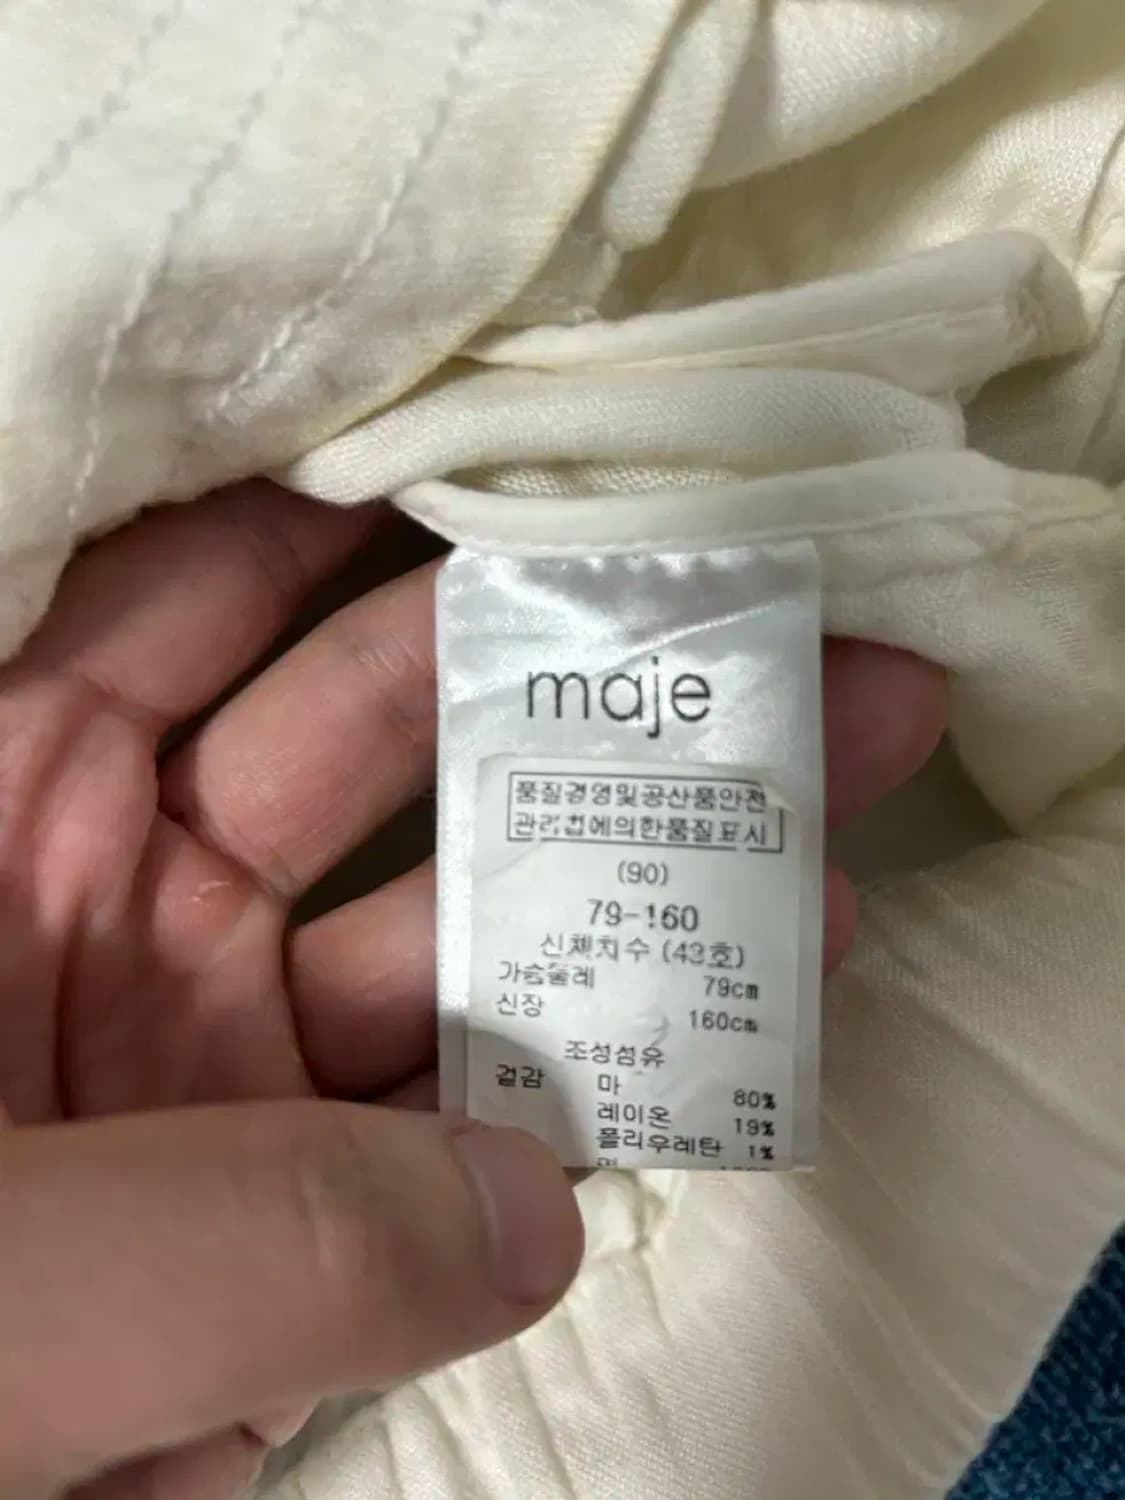 maje
품질경영및공산품안전
관리법에의한품질표시
(90)
79-160
신체치수 (43호)
가슴둘레 79cm
신장 160cm
조성섬유
겉감 마 80%
레이온 19%
폴리우레탄 1%